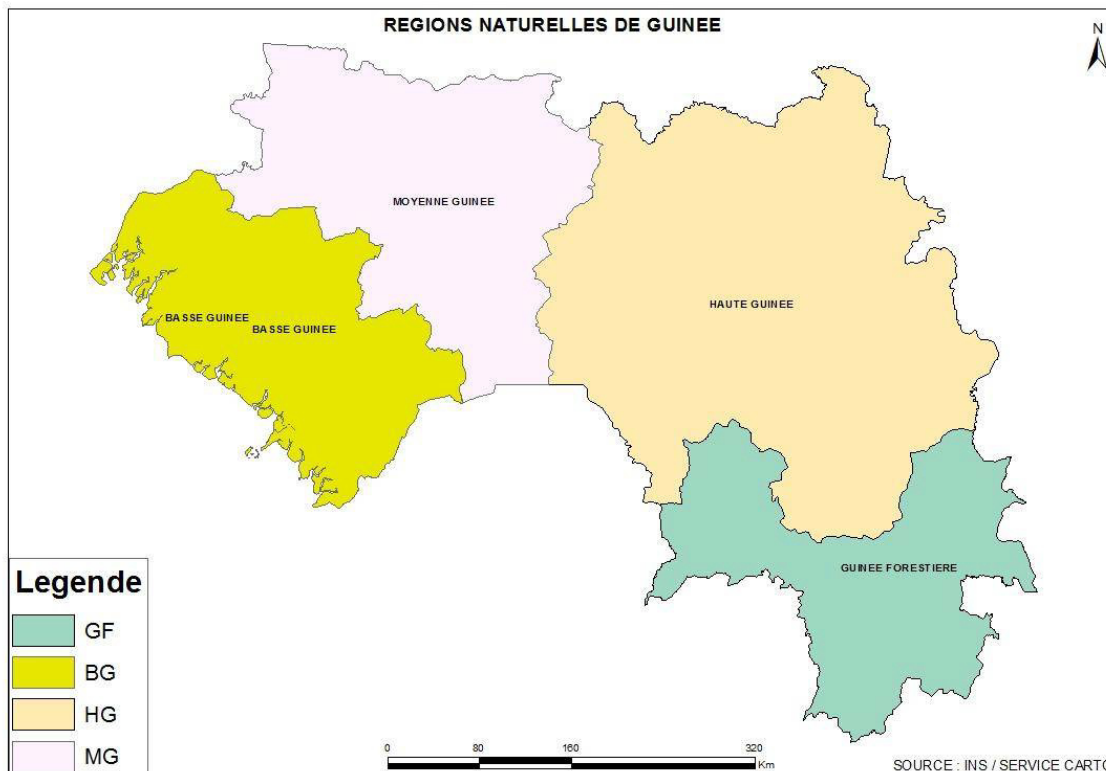 REGIONS NATURELLES DE GUINEE
N
MOYENNE GUINEE
HAUTE GUINEE
BASSE GUINEE
BASSE GUINEE
GUINEE FORESTIERE
Legende
GF
BG
HG
MG
0 80 160 320
Km
SOURCE : INS / SERVICE CARTO